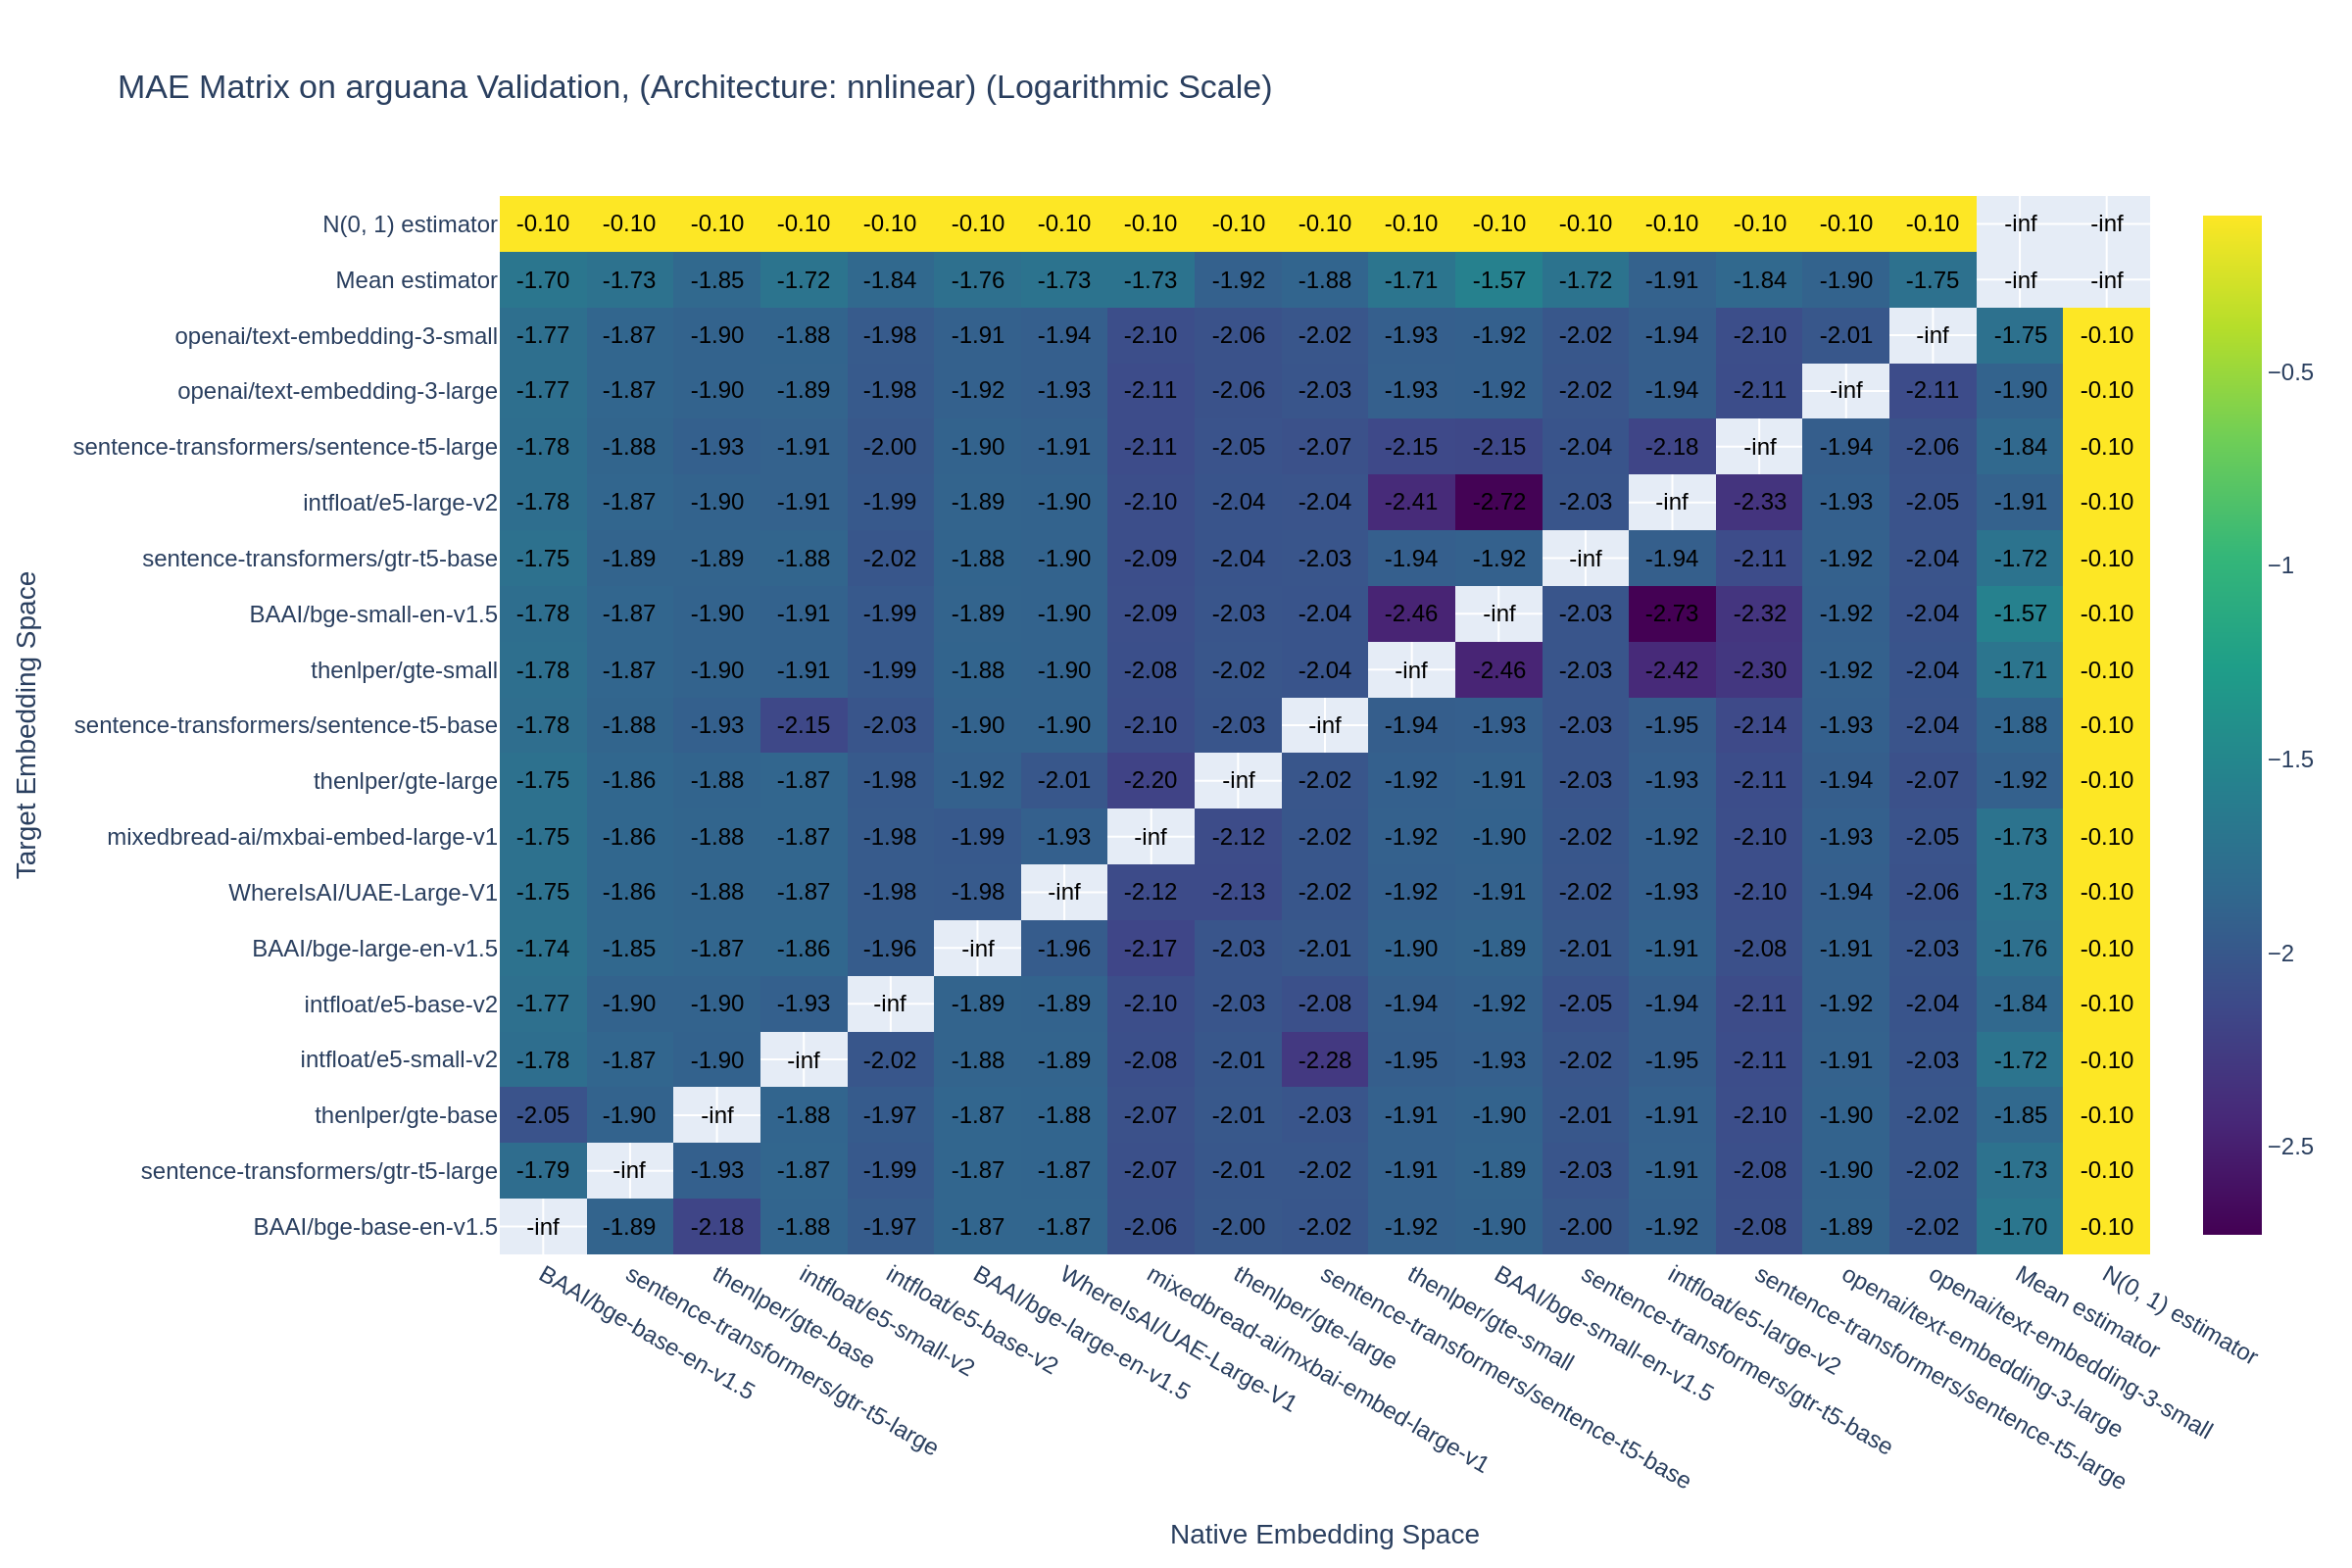 MAE Matrix on arguana Validation, (Architecture: nnlinear) (Logarithmic Scale)
N(0, 1) estimator -0.10 -0.10 -0.10 -0.10 -0.10 -0.10 -0.10 -0.10 -0.10 -0.10 -0.10 -0.10 -0.10 -0.10 -0.10 -0.10 -0.10 -inf -inf
Mean estimator -1.70 -1.73 -1.85 -1.72 -1.84 -1.76 -1.73 -1.73 -1.92 -1.88 -1.71 -1.57 -1.72 -1.91 -1.84 -1.90 -1.75 -inf -inf
openai/text-embedding-3-small -1.77 -1.87 -1.90 -1.88 -1.98 -1.91 -1.94 -2.10 -2.06 -2.02 -1.93 -1.92 -2.02 -1.94 -2.10 -2.01 -inf -1.75 -0.10
openai/text-embedding-3-large -1.77 -1.87 -1.90 -1.89 -1.98 -1.92 -1.93 -2.11 -2.06 -2.03 -1.93 -1.92 -2.02 -1.94 -2.11 -inf -2.11 -1.90 -0.10
sentence-transformers/sentence-t5-large -1.78 -1.88 -1.93 -1.91 -2.00 -1.90 -1.91 -2.11 -2.05 -2.07 -2.15 -2.15 -2.04 -2.18 -inf -1.94 -2.06 -1.84 -0.10
intfloat/e5-large-v2 -1.78 -1.87 -1.90 -1.91 -1.99 -1.89 -1.90 -2.10 -2.04 -2.04 -2.41 -2.72 -2.03 -inf -2.33 -1.93 -2.05 -1.91 -0.10
sentence-transformers/gtr-t5-base -1.75 -1.89 -1.89 -1.88 -2.02 -1.88 -1.90 -2.09 -2.04 -2.03 -1.94 -1.92 -inf -1.94 -2.11 -1.92 -2.04 -1.72 -0.10
BAAI/bge-small-en-v1.5 -1.78 -1.87 -1.90 -1.91 -1.99 -1.89 -1.90 -2.09 -2.03 -2.04 -2.46 -inf -2.03 -2.73 -2.32 -1.92 -2.04 -1.57 -0.10
thenlper/gte-small -1.78 -1.87 -1.90 -1.91 -1.99 -1.88 -1.90 -2.08 -2.02 -2.04 -inf -2.46 -2.03 -2.42 -2.30 -1.92 -2.04 -1.71 -0.10
sentence-transformers/sentence-t5-base -1.78 -1.88 -1.93 -2.15 -2.03 -1.90 -1.90 -2.10 -2.03 -inf -1.94 -1.93 -2.03 -1.95 -2.14 -1.93 -2.04 -1.88 -0.10
thenlper/gte-large -1.75 -1.86 -1.88 -1.87 -1.98 -1.92 -2.01 -2.20 -inf -2.02 -1.92 -1.91 -2.03 -1.93 -2.11 -1.94 -2.07 -1.92 -0.10
mixedbread-ai/mxbai-embed-large-v1 -1.75 -1.86 -1.88 -1.87 -1.98 -1.99 -1.93 -inf -2.12 -2.02 -1.92 -1.90 -2.02 -1.92 -2.10 -1.93 -2.05 -1.73 -0.10
WhereIsAI/UAE-Large-V1 -1.75 -1.86 -1.88 -1.87 -1.98 -1.98 -inf -2.12 -2.13 -2.02 -1.92 -1.91 -2.02 -1.93 -2.10 -1.94 -2.06 -1.73 -0.10
BAAI/bge-large-en-v1.5 -1.74 -1.85 -1.87 -1.86 -1.96 -inf -1.96 -2.17 -2.03 -2.01 -1.90 -1.89 -2.01 -1.91 -2.08 -1.91 -2.03 -1.76 -0.10
intfloat/e5-base-v2 -1.77 -1.90 -1.90 -1.93 -inf -1.89 -1.89 -2.10 -2.03 -2.08 -1.94 -1.92 -2.05 -1.94 -2.11 -1.92 -2.04 -1.84 -0.10
intfloat/e5-small-v2 -1.78 -1.87 -1.90 -inf -2.02 -1.88 -1.89 -2.08 -2.01 -2.28 -1.95 -1.93 -2.02 -1.95 -2.11 -1.91 -2.03 -1.72 -0.10
thenlper/gte-base -2.05 -1.90 -inf -1.88 -1.97 -1.87 -1.88 -2.07 -2.01 -2.03 -1.91 -1.90 -2.01 -1.91 -2.10 -1.90 -2.02 -1.85 -0.10
sentence-transformers/gtr-t5-large -1.79 -inf -1.93 -1.87 -1.99 -1.87 -1.87 -2.07 -2.01 -2.02 -1.91 -1.89 -2.03 -1.91 -2.08 -1.90 -2.02 -1.73 -0.10
BAAI/bge-base-en-v1.5 -inf -1.89 -2.18 -1.88 -1.97 -1.87 -1.87 -2.06 -2.00 -2.02 -1.92 -1.90 -2.00 -1.92 -2.08 -1.89 -2.02 -1.70 -0.10
Target Embedding Space
BAAI/bge-base-en-v1.5
sentence-transformers/gtr-t5-large
thenlper/gte-base
intfloat/e5-small-v2
intfloat/e5-base-v2
BAAI/bge-large-en-v1.5
WhereIsAI/UAE-Large-V1
mixedbread-ai/mxbai-embed-large-v1
thenlper/gte-large
sentence-transformers/sentence-t5-base
thenlper/gte-small
BAAI/bge-small-en-v1.5
sentence-transformers/gtr-t5-base
intfloat/e5-large-v2
sentence-transformers/sentence-t5-large
openai/text-embedding-3-large
openai/text-embedding-3-small
Mean estimator
N(0, 1) estimator
Native Embedding Space
−0.5
−1
−1.5
−2
−2.5